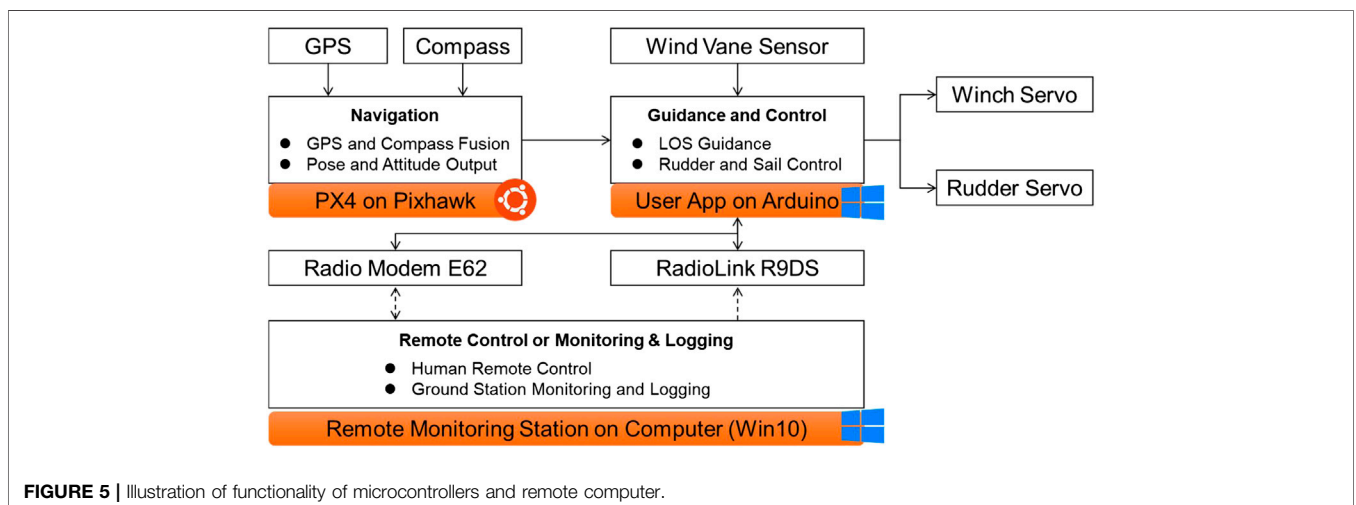 GPS
Compass
Wind Vane Sensor
Navigation
● GPS and Compass Fusion
● Pose and Attitude Output
PX4 on Pixhawk
Guidance and Control
● LOS Guidance
● Rudder and Sail Control
User App on Arduino
Winch Servo
Rudder Servo
Radio Modem E62
RadioLink R9DS
Remote Control or Monitoring & Logging
● Human Remote Control
● Ground Station Monitoring and Logging
Remote Monitoring Station on Computer (Win10)
FIGURE 5 | Illustration of functionality of microcontrollers and remote computer.